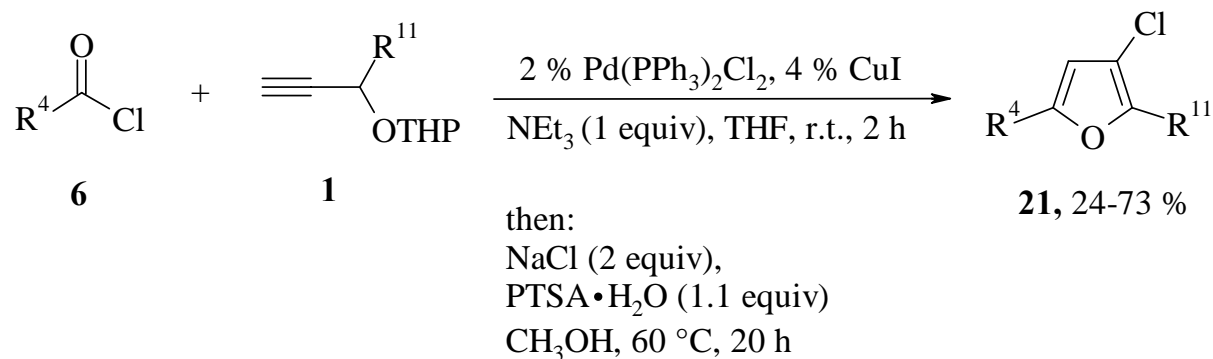 O
R⁴ Cl
6
+
R¹¹
OTHP
1
2 % Pd(PPh₃)₂Cl₂, 4 % CuI
NEt₃ (1 equiv), THF, r.t., 2 h
then:
NaCl (2 equiv),
PTSA•H₂O (1.1 equiv)
CH₃OH, 60 °C, 20 h
Cl
R⁴ O R¹¹
21, 24-73 %